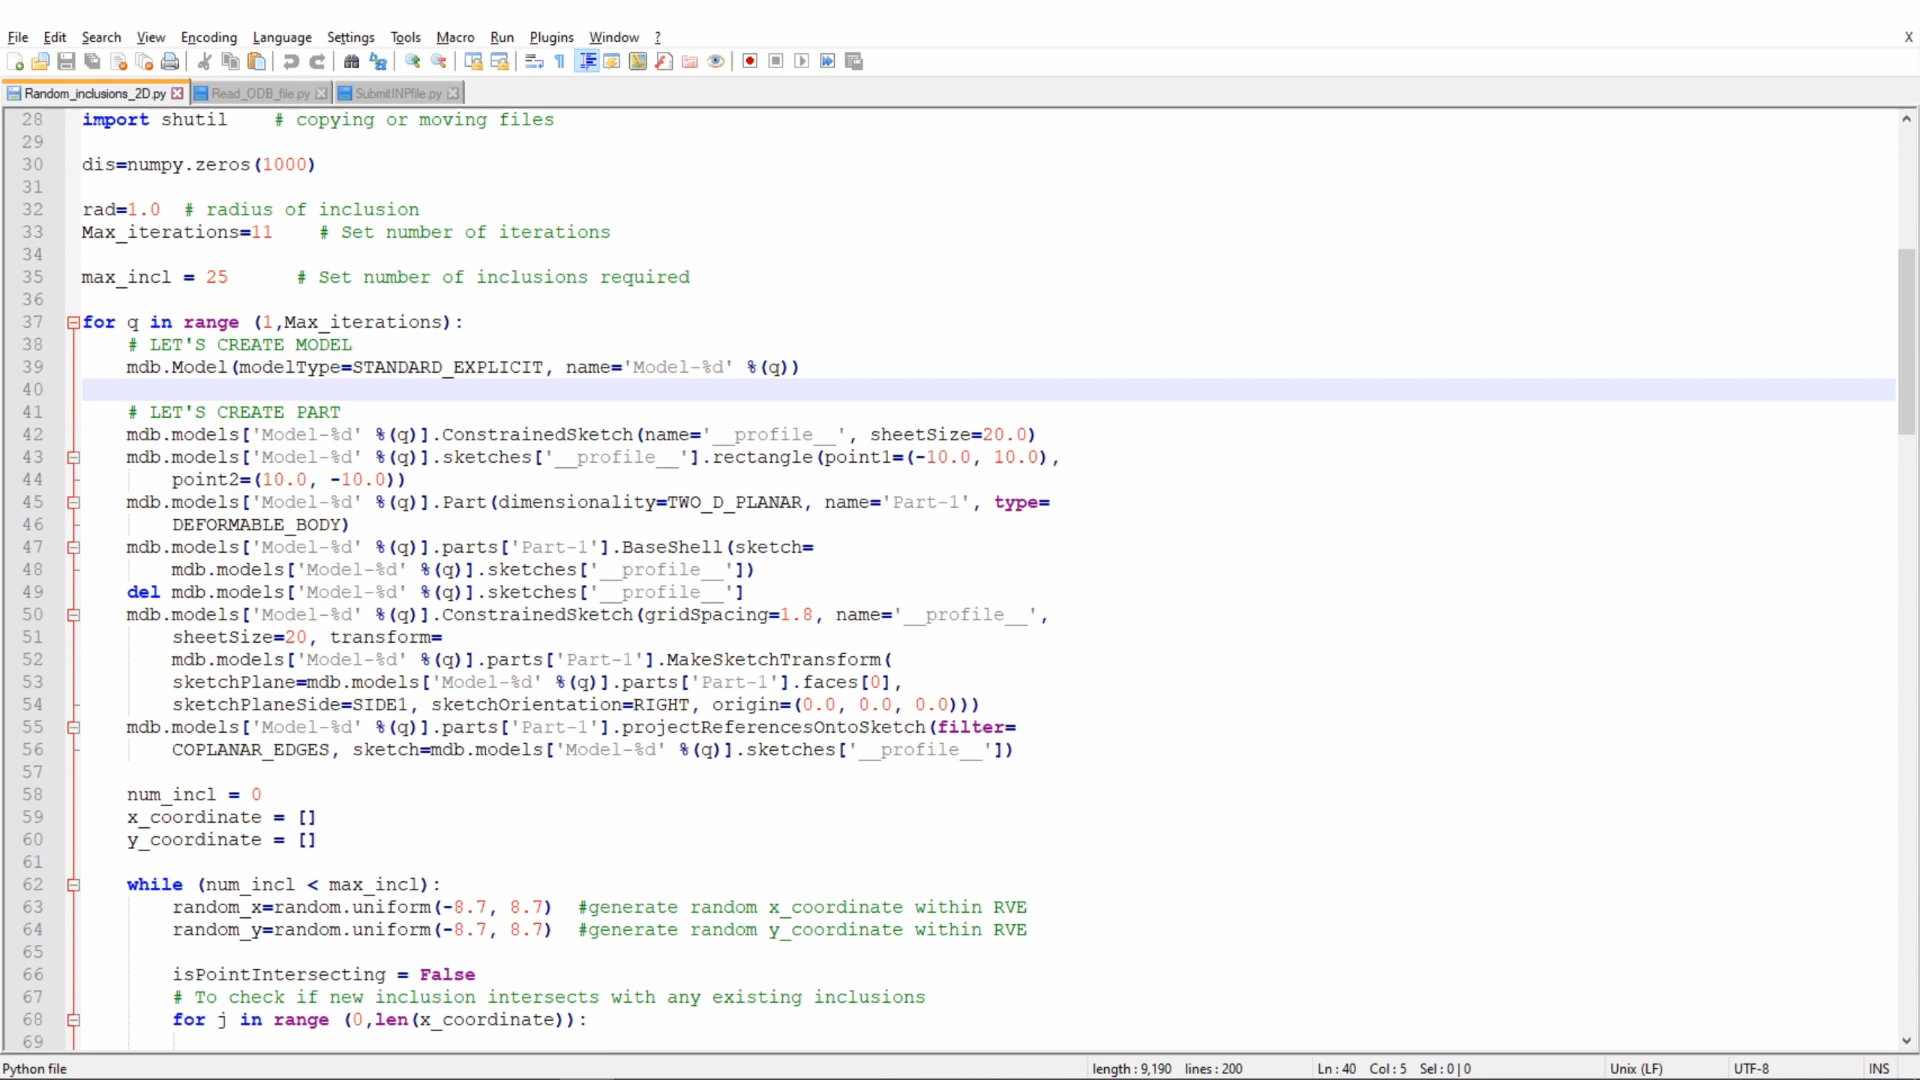 File Edit Search View Encoding Language Settings Tools Macro Run Plugins Window ? X
Random_inclusions_2D.py Read_ODB_file.py SubmitINPfile.py
28 import shutil    # copying or moving files
29
30 dis=numpy.zeros(1000)
31
32 rad=1.0  # radius of inclusion
33 Max_iterations=11    # Set number of iterations
34
35 max_incl = 25      # Set number of inclusions required
36
37 for q in range (1,Max_iterations):
38     # LET'S CREATE MODEL
39     mdb.Model(modelType=STANDARD_EXPLICIT, name='Model-%d' %(q))
40
41     # LET'S CREATE PART
42     mdb.models['Model-%d' %(q)].ConstrainedSketch(name='__profile__', sheetSize=20.0)
43     mdb.models['Model-%d' %(q)].sketches['__profile__'].rectangle(point1=(-10.0, 10.0),
44         point2=(10.0, -10.0))
45     mdb.models['Model-%d' %(q)].Part(dimensionality=TWO_D_PLANAR, name='Part-1', type=
46         DEFORMABLE_BODY)
47     mdb.models['Model-%d' %(q)].parts['Part-1'].BaseShell(sketch=
48         mdb.models['Model-%d' %(q)].sketches['__profile__'])
49     del mdb.models['Model-%d' %(q)].sketches['__profile__']
50     mdb.models['Model-%d' %(q)].ConstrainedSketch(gridSpacing=1.8, name='__profile__',
51         sheetSize=20, transform=
52         mdb.models['Model-%d' %(q)].parts['Part-1'].MakeSketchTransform(
53         sketchPlane=mdb.models['Model-%d' %(q)].parts['Part-1'].faces[0],
54         sketchPlaneSide=SIDE1, sketchOrientation=RIGHT, origin=(0.0, 0.0, 0.0)))
55     mdb.models['Model-%d' %(q)].parts['Part-1'].projectReferencesOntoSketch(filter=
56         COPLANAR_EDGES, sketch=mdb.models['Model-%d' %(q)].sketches['__profile__'])
57
58     num_incl = 0
59     x_coordinate = []
60     y_coordinate = []
61
62     while (num_incl < max_incl):
63         random_x=random.uniform(-8.7, 8.7)  #generate random x_coordinate within RVE
64         random_y=random.uniform(-8.7, 8.7)  #generate random y_coordinate within RVE
65
66         isPointIntersecting = False
67         # To check if new inclusion intersects with any existing inclusions
68         for j in range (0,len(x_coordinate)):
69
Python file length : 9,190 lines : 200 Ln : 40 Col : 5 Sel : 0 | 0 Unix (LF) UTF-8 INS